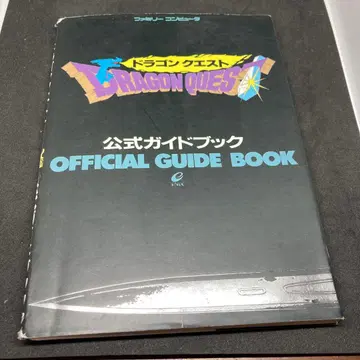 ファミリー コンピュータ
ドラゴンクエスト
DRAGON QUEST
公式ガイドブック
OFFICIAL GUIDE BOOK
ENIX